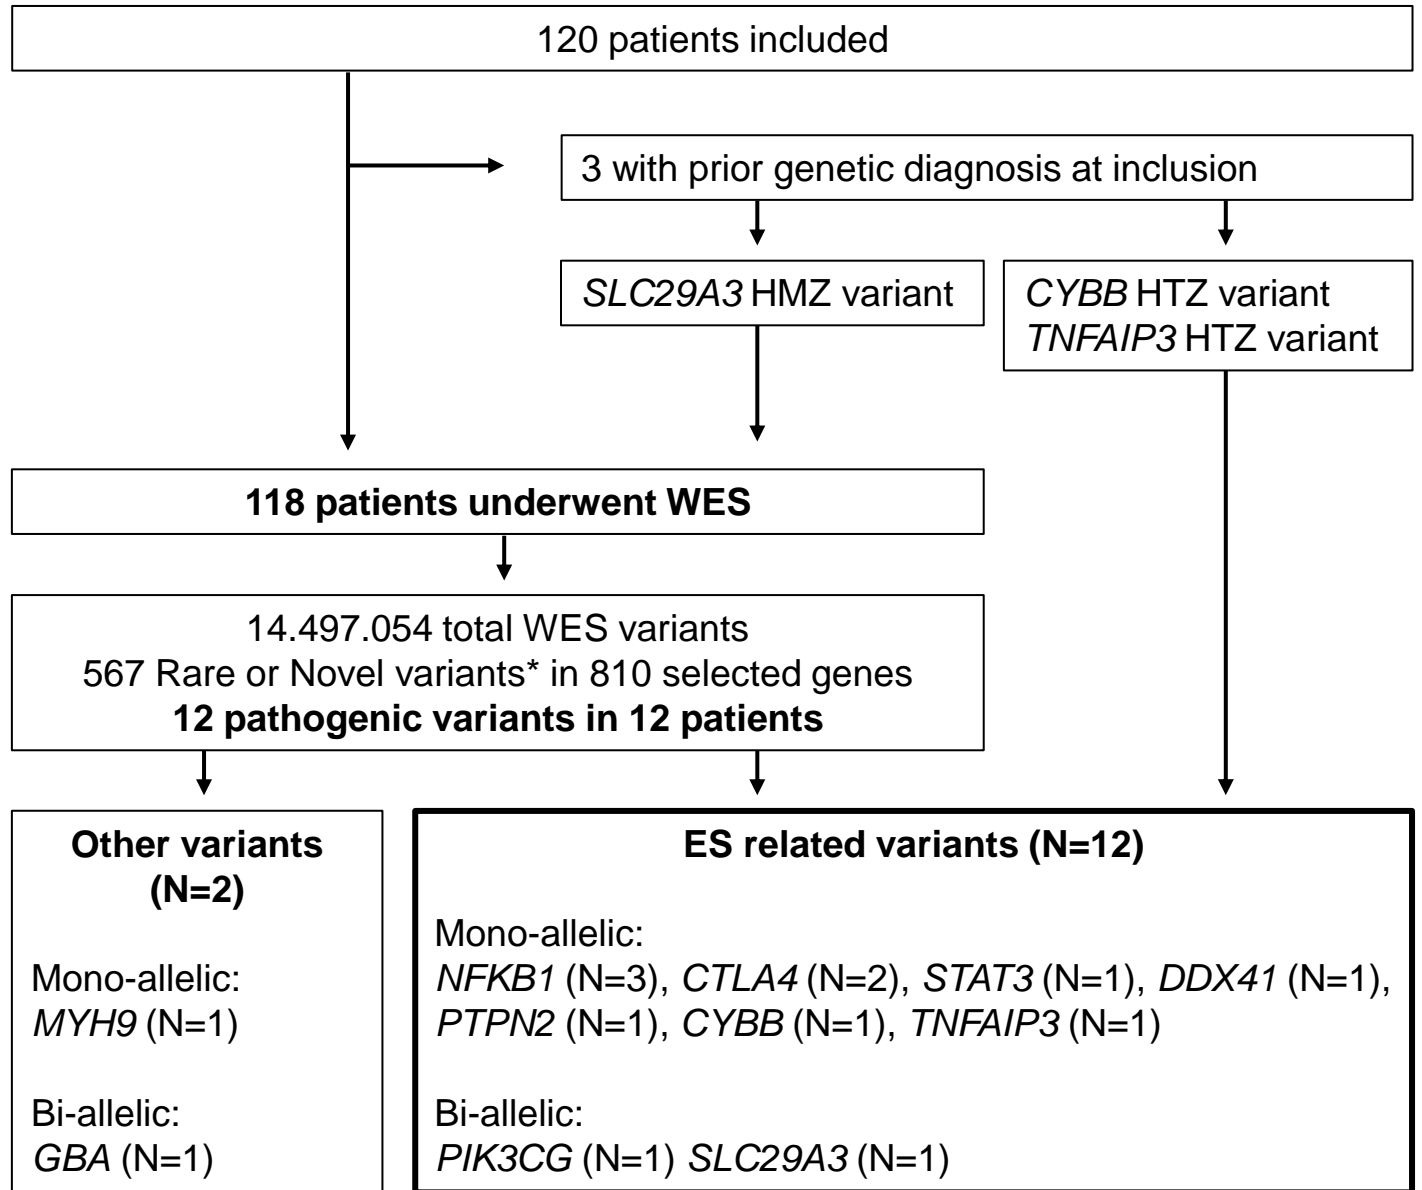 120 patients included
3 with prior genetic diagnosis at inclusion
SLC29A3 HMZ variant
CYBB HTZ variant
TNFAIP3 HTZ variant
118 patients underwent WES
14.497.054 total WES variants
567 Rare or Novel variants* in 810 selected genes
12 pathogenic variants in 12 patients
Other variants
(N=2)
Mono-allelic:
MYH9 (N=1)
Bi-allelic:
GBA (N=1)
ES related variants (N=12)
Mono-allelic:
NFKB1 (N=3), CTLA4 (N=2), STAT3 (N=1), DDX41 (N=1),
PTPN2 (N=1), CYBB (N=1), TNFAIP3 (N=1)
Bi-allelic:
PIK3CG (N=1) SLC29A3 (N=1)